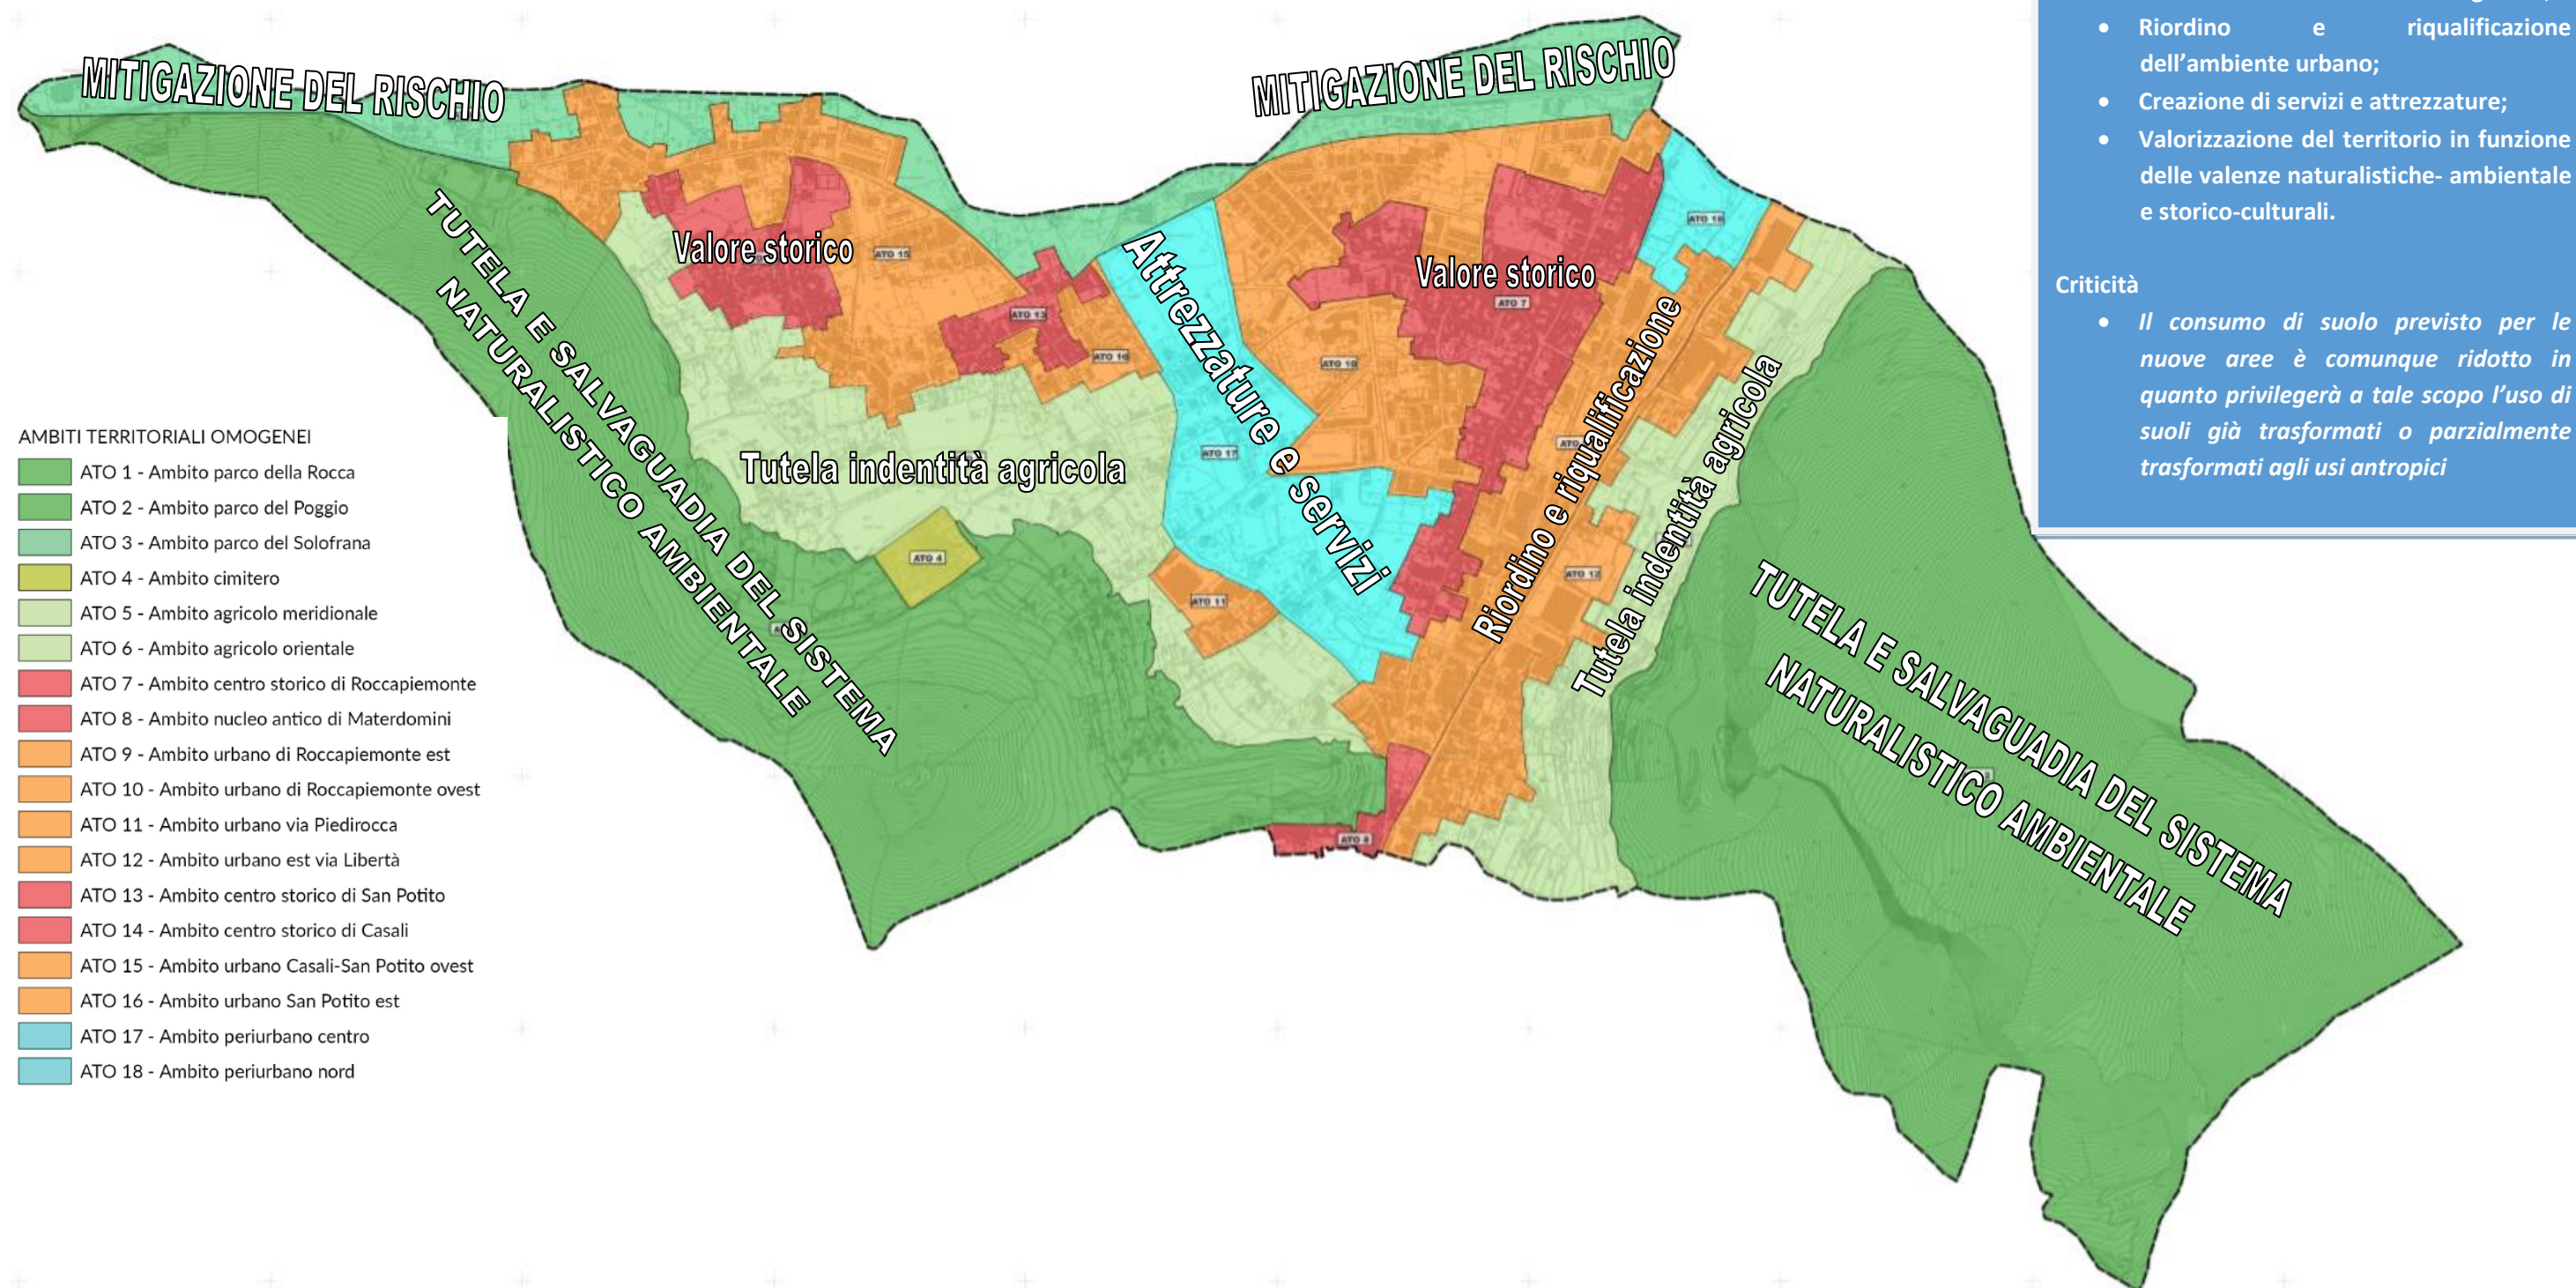 MITIGAZIONE DEL RISCHIO
MITIGAZIONE DEL RISCHIO
• Riordino e riqualificazione
dell’ambiente urbano;
• Creazione di servizi e attrezzature;
• Valorizzazione del territorio in funzione
delle valenze naturalistiche- ambientale
e storico-culturali.
Criticità
• Il consumo di suolo previsto per le
nuove aree è comunque ridotto in
quanto privilegerà a tale scopo l’uso di
suoli già trasformati o parzialmente
trasformati agli usi antropici
TUTELA E SALVAGUADIA DEL SISTEMA
NATURALISTICO AMBIENTALE
Valore storico
ATO 15
ATO 13
ATO 16
Attrezzature e servizi
ATO 17
Valore storico
ATO 7
ATO 18
ATO 10
Riordino e riqualificazione
ATO
Tutela indentità agricola
Tutela indentità agricola
ATO 4
ATO 11
ATO 12
ATO 8
TUTELA E SALVAGUADIA DEL SISTEMA
NATURALISTICO AMBIENTALE
AMBITI TERRITORIALI OMOGENEI
ATO 1 - Ambito parco della Rocca
ATO 2 - Ambito parco del Poggio
ATO 3 - Ambito parco del Solofrana
ATO 4 - Ambito cimitero
ATO 5 - Ambito agricolo meridionale
ATO 6 - Ambito agricolo orientale
ATO 7 - Ambito centro storico di Roccapiemonte
ATO 8 - Ambito nucleo antico di Materdomini
ATO 9 - Ambito urbano di Roccapiemonte est
ATO 10 - Ambito urbano di Roccapiemonte ovest
ATO 11 - Ambito urbano via Piedirocca
ATO 12 - Ambito urbano est via Libertà
ATO 13 - Ambito centro storico di San Potito
ATO 14 - Ambito centro storico di Casali
ATO 15 - Ambito urbano Casali-San Potito ovest
ATO 16 - Ambito urbano San Potito est
ATO 17 - Ambito periurbano centro
ATO 18 - Ambito periurbano nord